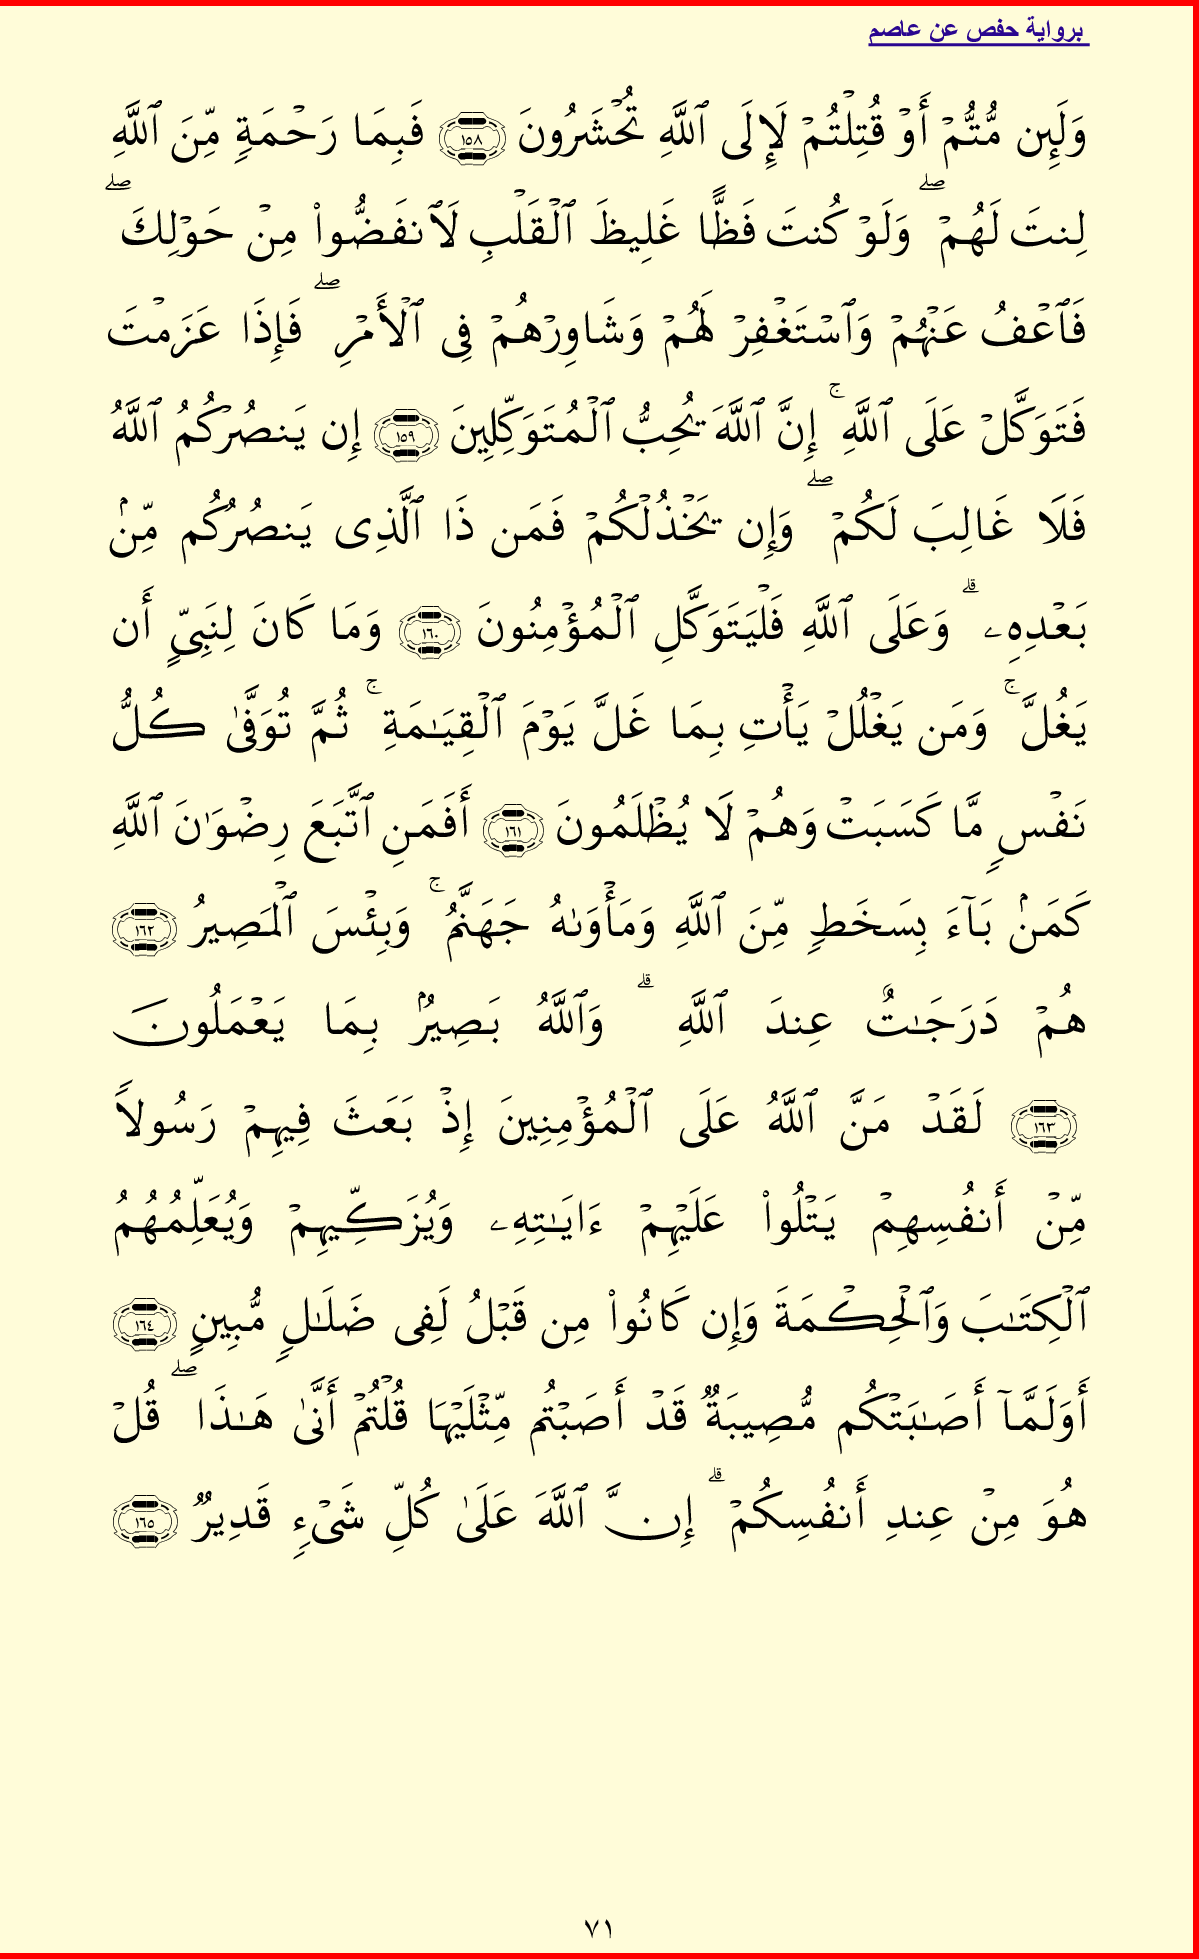 برواية حفص عن عاصم
وَلَئِن مُّتُّمۡ أَوۡ قُتِلۡتُمۡ لَإِلَى ٱللَّهِ تُحۡشَرُونَ ١٥٨ فَبِمَا رَحۡمَةٖ مِّنَ ٱللَّهِ
لِنتَ لَهُمۡۖ وَلَوۡ كُنتَ فَظًّا غَلِيظَ ٱلۡقَلۡبِ لَٱنفَضُّواْ مِنۡ حَوۡلِكَۖ
فَٱعۡفُ عَنۡهُمۡ وَٱسۡتَغۡفِرۡ لَهُمۡ وَشَاوِرۡهُمۡ فِى ٱلۡأَمۡرِۖ فَإِذَا عَزَمۡتَ
فَتَوَكَّلۡ عَلَى ٱللَّهِۚ إِنَّ ٱللَّهَ يُحِبُّ ٱلۡمُتَوَكِّلِينَ ١٥٩ إِن يَنصُرۡكُمُ ٱللَّهُ
فَلَا غَالِبَ لَكُمۡۖ وَإِن يَخۡذُلۡكُمۡ فَمَن ذَا ٱلَّذِى يَنصُرُكُم مِّنۢ
بَعۡدِهِۦۗ وَعَلَى ٱللَّهِ فَلۡيَتَوَكَّلِ ٱلۡمُؤۡمِنُونَ ١٦٠ وَمَا كَانَ لِنَبِىٍّ أَن
يَغُلَّۚ وَمَن يَغۡلُلۡ يَأۡتِ بِمَا غَلَّ يَوۡمَ ٱلۡقِيَـٰمَةِۚ ثُمَّ تُوَفَّىٰ كُلُّ
نَفۡسٖ مَّا كَسَبَتۡ وَهُمۡ لَا يُظۡلَمُونَ ١٦١ أَفَمَنِ ٱتَّبَعَ رِضۡوَٰنَ ٱللَّهِ
كَمَنۢ بَآءَ بِسَخَطٖ مِّنَ ٱللَّهِ وَمَأۡوَىٰهُ جَهَنَّمُۚ وَبِئۡسَ ٱلۡمَصِيرُ ١٦٢
هُمۡ دَرَجَـٰتٌ عِندَ ٱللَّهِۗ وَٱللَّهُ بَصِيرُۢ بِمَا يَعۡمَلُونَ
١٦٣ لَقَدۡ مَنَّ ٱللَّهُ عَلَى ٱلۡمُؤۡمِنِينَ إِذۡ بَعَثَ فِيهِمۡ رَسُولاً
مِّنۡ أَنفُسِهِمۡ يَتۡلُواْ عَلَيۡهِمۡ ءَايَـٰتِهِۦ وَيُزَكِّيهِمۡ وَيُعَلِّمُهُمُ
ٱلۡكِتَـٰبَ وَٱلۡحِكۡمَةَ وَإِن كَانُواْ مِن قَبۡلُ لَفِى ضَلَـٰلٖ مُّبِينٍ ١٦٤
أَوَلَمَّآ أَصَـٰبَتۡكُم مُّصِيبَةٞ قَدۡ أَصَبۡتُم مِّثۡلَيۡهَا قُلۡتُمۡ أَنَّىٰ هَـٰذَاۖ قُلۡ
هُوَ مِنۡ عِندِ أَنفُسِكُمۡۗ إِنَّ ٱللَّهَ عَلَىٰ كُلِّ شَىۡءٖ قَدِيرٞ ١٦٥
٧١